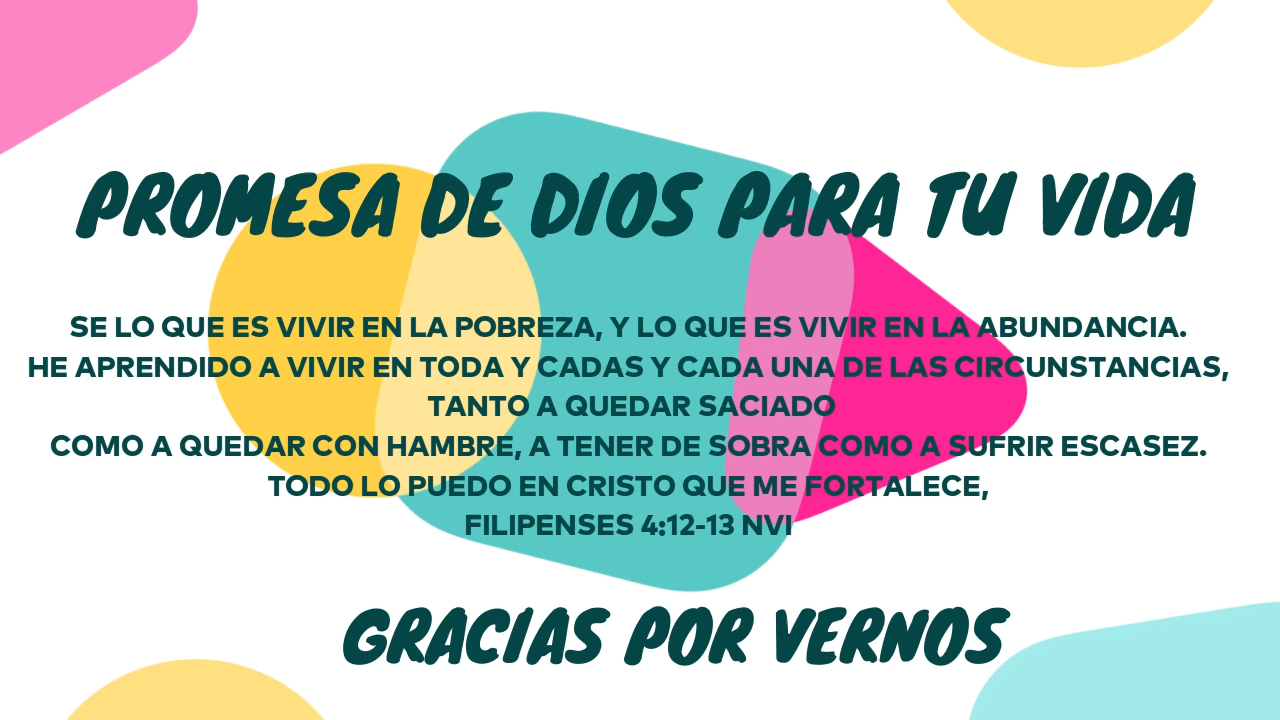 PROMESA DE DIOS PARA TU VIDA
SE LO QUE ES VIVIR EN LA POBREZA, Y LO QUE ES VIVIR EN LA ABUNDANCIA.
HE APRENDIDO A VIVIR EN TODA Y CADAS Y CADA UNA DE LAS CIRCUNSTANCIAS,
TANTO A QUEDAR SACIADO
COMO A QUEDAR CON HAMBRE, A TENER DE SOBRA COMO A SUFRIR ESCASEZ.
TODO LO PUEDO EN CRISTO QUE ME FORTALECE,
FILIPENSES 4:12-13 NVI
GRACIAS POR VERNOS